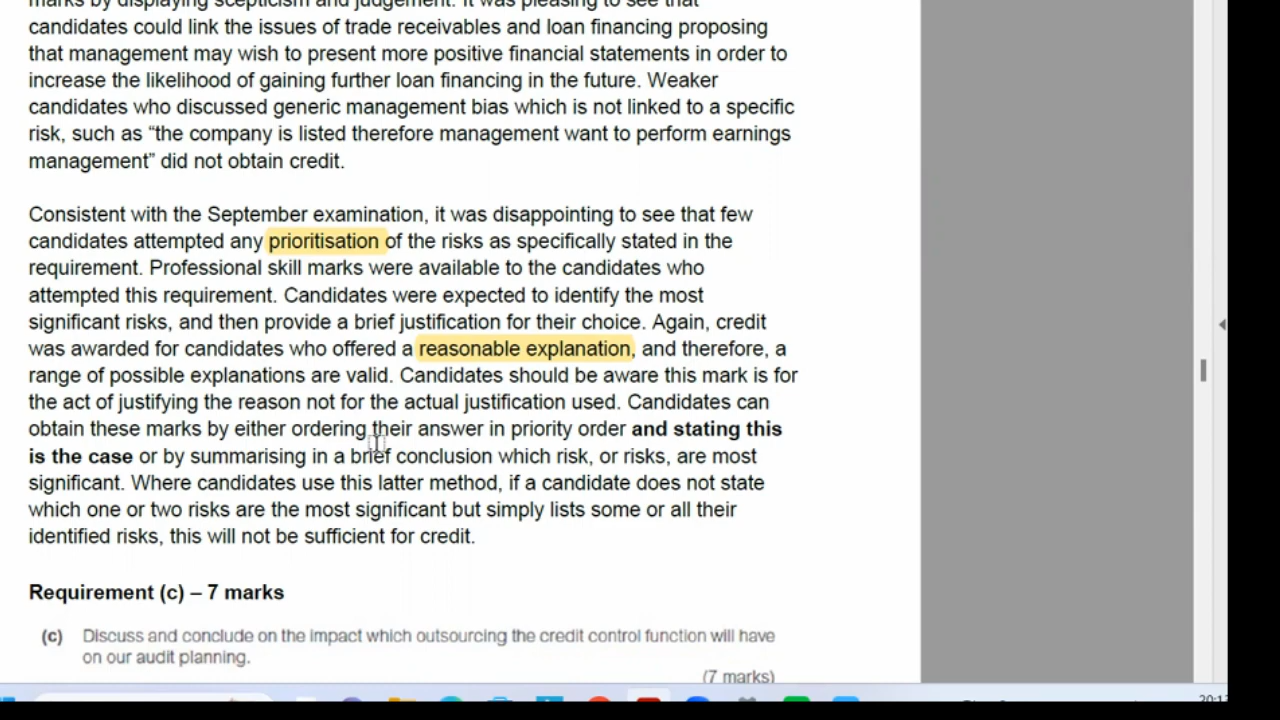 marks by displaying scepticism and judgement. It was pleasing to see that
candidates could link the issues of trade receivables and loan financing proposing
that management may wish to present more positive financial statements in order to
increase the likelihood of gaining further loan financing in the future. Weaker
candidates who discussed generic management bias which is not linked to a specific
risk, such as “the company is listed therefore management want to perform earnings
management” did not obtain credit.
Consistent with the September examination, it was disappointing to see that few
candidates attempted any prioritisation of the risks as specifically stated in the
requirement. Professional skill marks were available to the candidates who
attempted this requirement. Candidates were expected to identify the most
significant risks, and then provide a brief justification for their choice. Again, credit
was awarded for candidates who offered a reasonable explanation, and therefore, a
range of possible explanations are valid. Candidates should be aware this mark is for
the act of justifying the reason not for the actual justification used. Candidates can
obtain these marks by either ordering their answer in priority order and stating this
is the case or by summarising in a brief conclusion which risk, or risks, are most
significant. Where candidates use this latter method, if a candidate does not state
which one or two risks are the most significant but simply lists some or all their
identified risks, this will not be sufficient for credit.
Requirement (c) – 7 marks
(c) Discuss and conclude on the impact which outsourcing the credit control function will have
on our audit planning.
(7 marks)